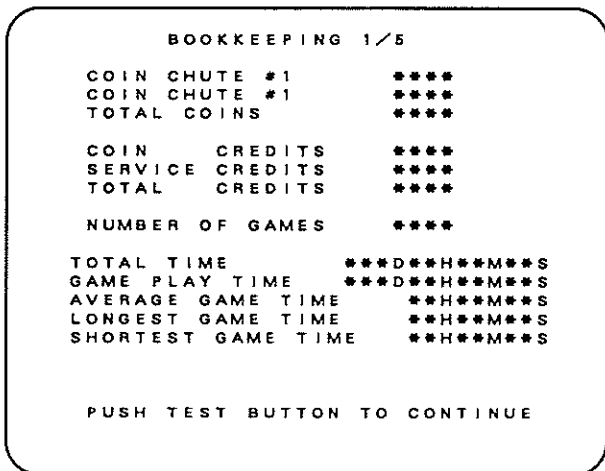 BOOKKEEPING 1/5
COIN CHUTE #1 ****
COIN CHUTE #1 ****
TOTAL COINS ****
COIN CREDITS ****
SERVICE CREDITS ****
TOTAL CREDITS ****
NUMBER OF GAMES ****
TOTAL TIME ***D**H**M**S
GAME PLAY TIME ***D**H**M**S
AVERAGE GAME TIME **H**M**S
LONGEST GAME TIME **H**M**S
SHORTEST GAME TIME **H**M**S
PUSH TEST BUTTON TO CONTINUE